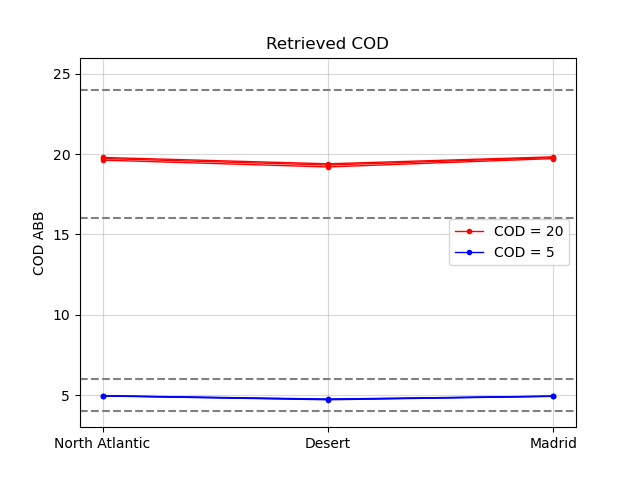 Retrieved COD
25
20
15
10
5
COD ABB
COD = 20
COD = 5
North Atlantic
Desert
Madrid